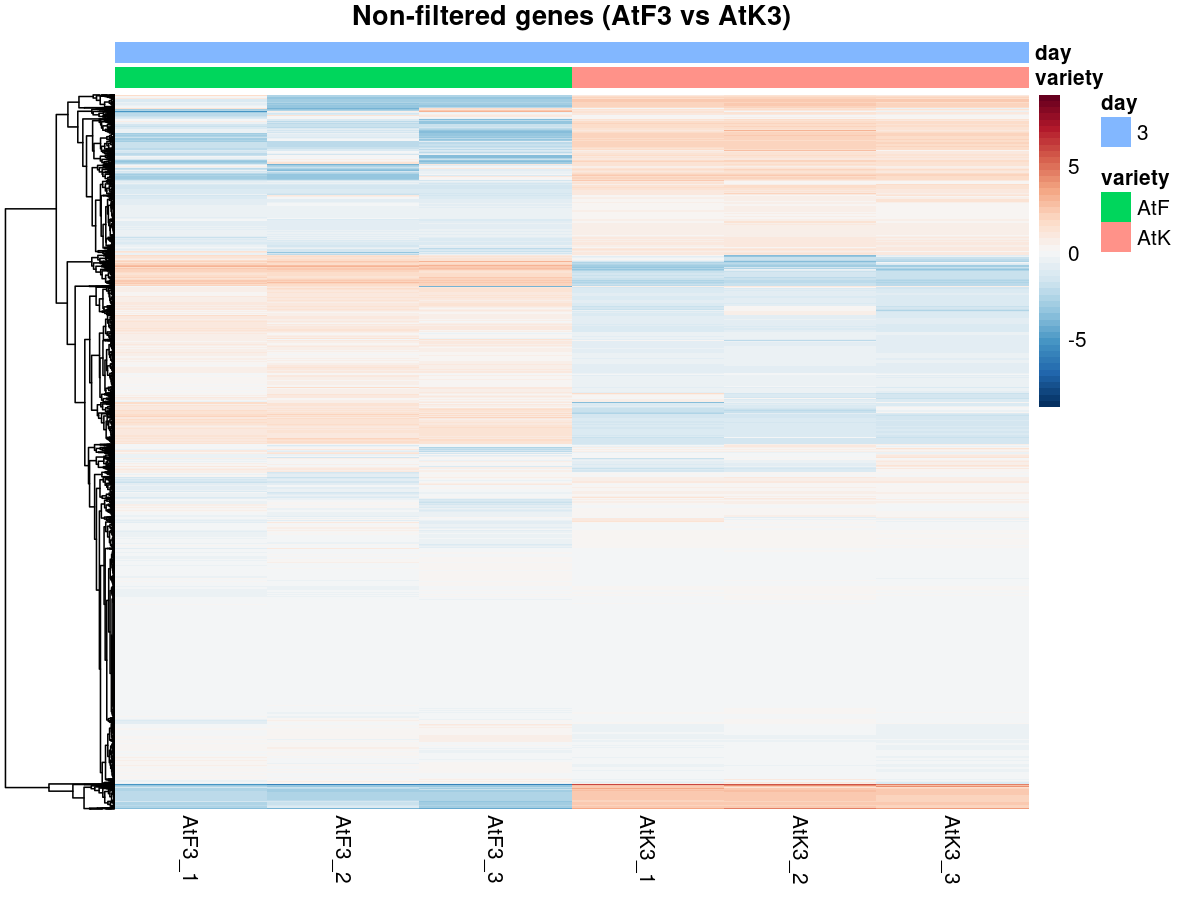 Non-filtered genes (AtF3 vs AtK3)
day
variety
day
3
variety
AtF
AtK
5
0
-5
AtF3_1
AtF3_2
AtF3_3
AtK3_1
AtK3_2
AtK3_3